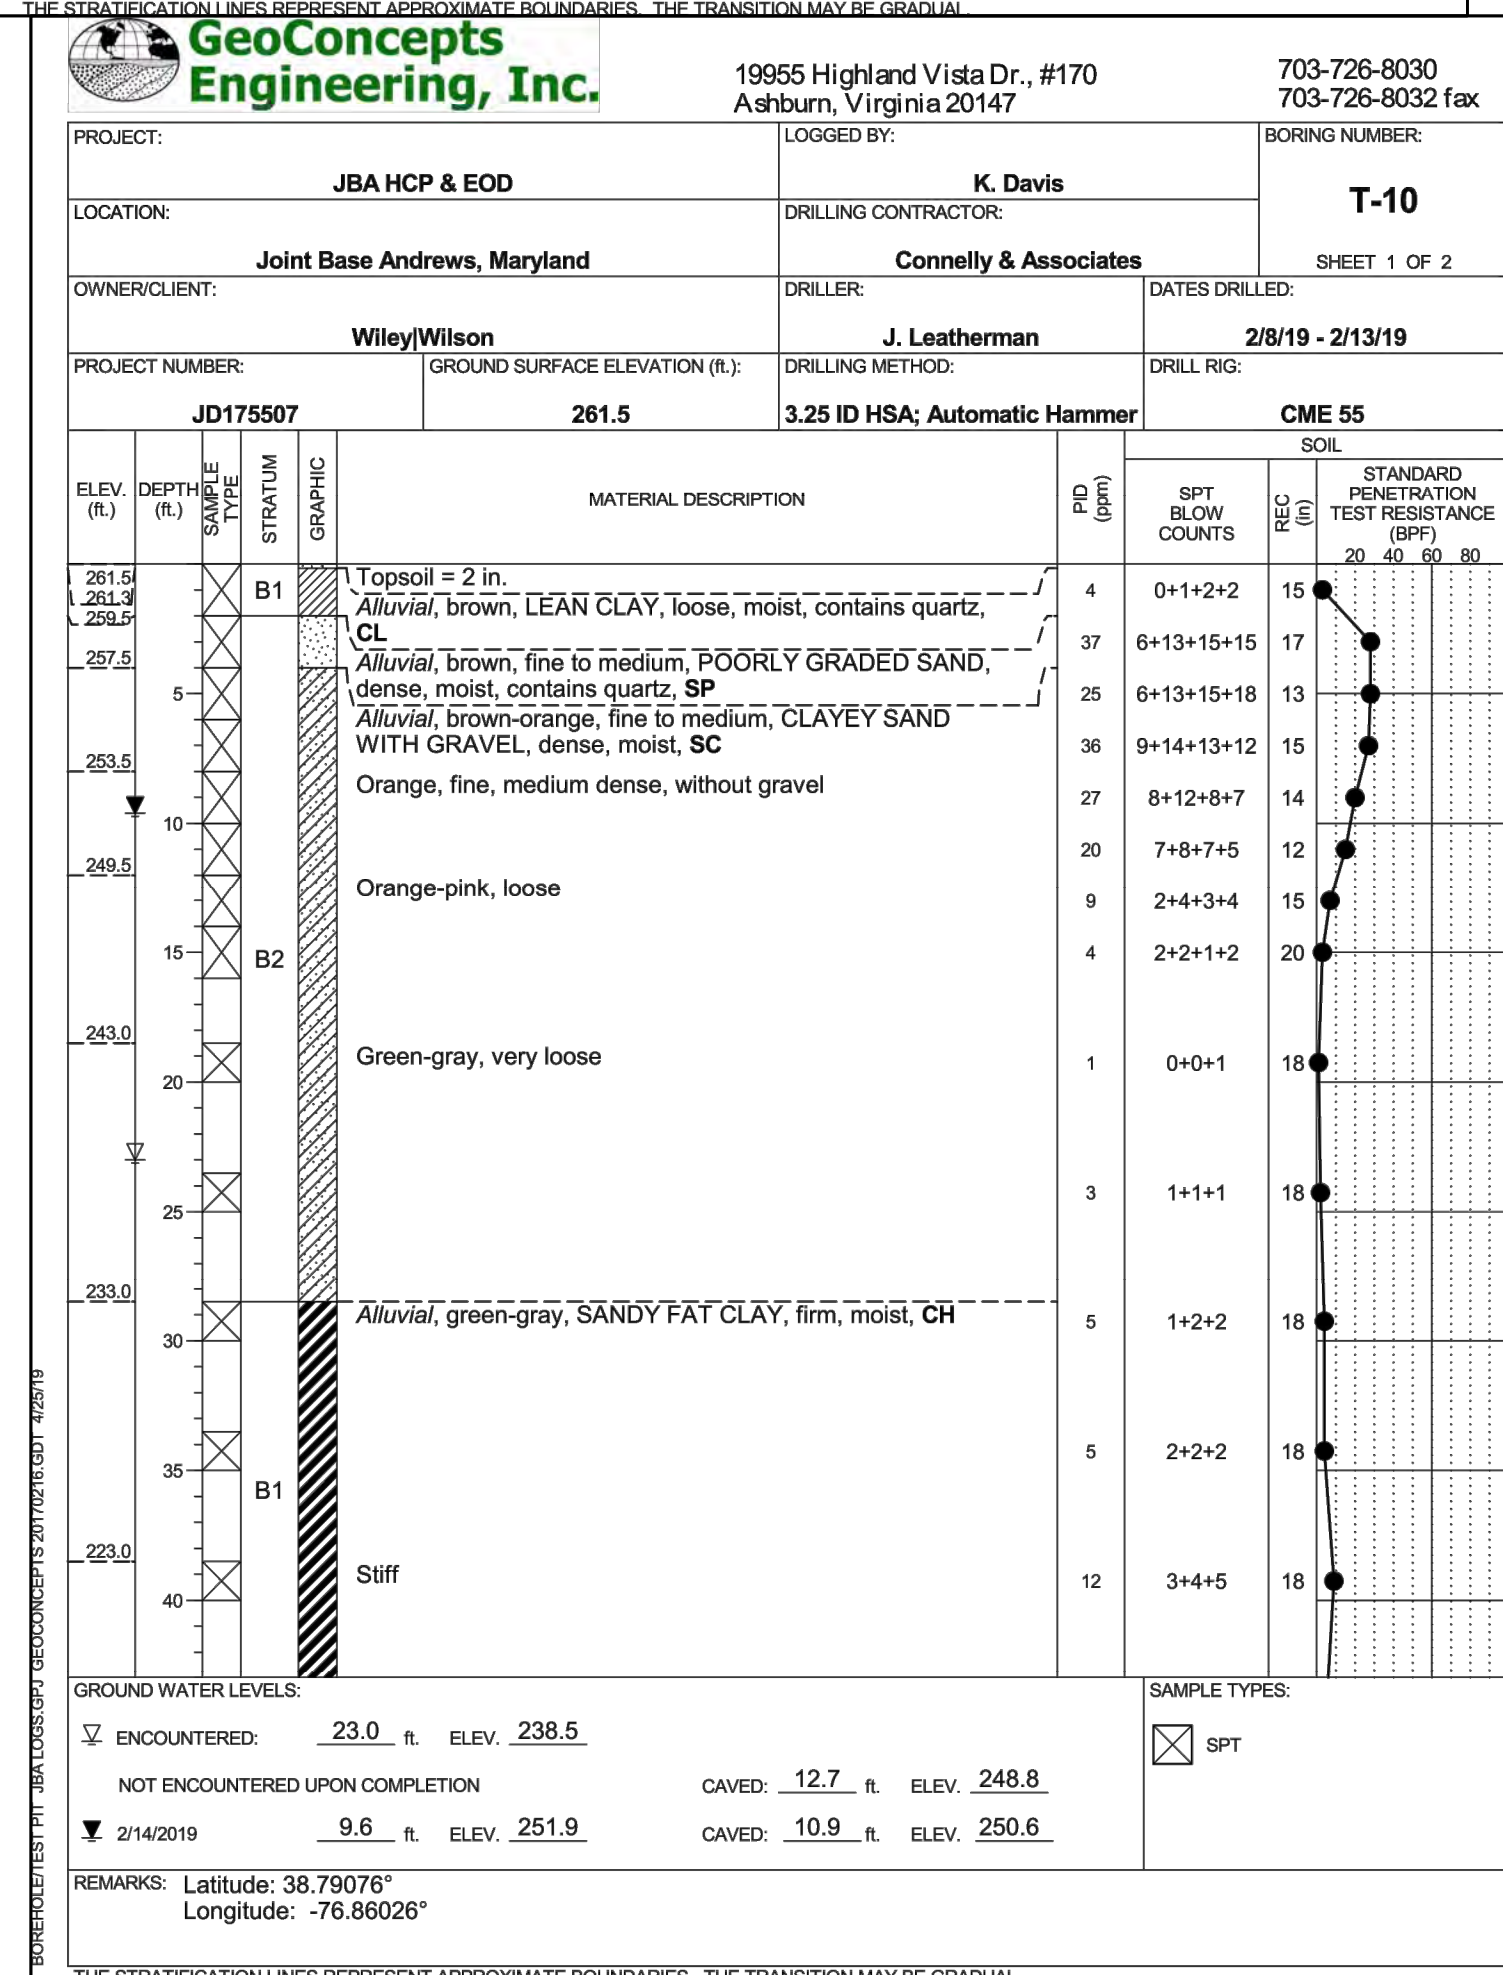 THE STRATIFICATION LINES REPRESENT APPROXIMATE BOUNDARIES. THE TRANSITION MAY BE GRADUAL.
GeoConcepts
Engineering, Inc.
19955 Highland Vista Dr., #170
Ashburn, Virginia 20147
703-726-8030
703-726-8032 fax
PROJECT:
JBA HCP & EOD
LOGGED BY:
K. Davis
BORING NUMBER:
T-10
SHEET 1 OF 2
LOCATION:
Joint Base Andrews, Maryland
DRILLING CONTRACTOR:
Connelly & Associates
OWNER/CLIENT:
Wiley|Wilson
DRILLER:
J. Leatherman
DATES DRILLED:
2/8/19 - 2/13/19
PROJECT NUMBER:
JD175507
GROUND SURFACE ELEVATION (ft.):
261.5
DRILLING METHOD:
3.25 ID HSA; Automatic Hammer
DRILL RIG:
CME 55
ELEV.
(ft.)
DEPTH
(ft.)
SAMPLE
TYPE
STRATUM
GRAPHIC
MATERIAL DESCRIPTION
PID
(ppm)
SOIL
SPT
BLOW
COUNTS
REC
(in)
STANDARD
PENETRATION
TEST RESISTANCE
(BPF)
20 40 60 80
261.5
261.3
B1
Topsoil = 2 in.
4 0+1+2+2 15
259.5
Alluvial, brown, LEAN CLAY, loose, moist, contains quartz,
CL
37 6+13+15+15 17
257.5
Alluvial, brown, fine to medium, POORLY GRADED SAND,
dense, moist, contains quartz, SP
5
25 6+13+15+18 13
Alluvial, brown-orange, fine to medium, CLAYEY SAND
WITH GRAVEL, dense, moist, SC
36 9+14+13+12 15
253.5
Orange, fine, medium dense, without gravel
27 8+12+8+7 14
10
20 7+8+7+5 12
249.5
Orange-pink, loose
9 2+4+3+4 15
15
B2
4 2+2+1+2 20
243.0
Green-gray, very loose
1 0+0+1 18
20
3 1+1+1 18
25
233.0
Alluvial, green-gray, SANDY FAT CLAY, firm, moist, CH
5 1+2+2 18
30
5 2+2+2 18
35
B1
223.0
Stiff
12 3+4+5 18
40
GROUND WATER LEVELS:
ENCOUNTERED: 23.0 ft. ELEV. 238.5
NOT ENCOUNTERED UPON COMPLETION CAVED: 12.7 ft. ELEV. 248.8
2/14/2019 9.6 ft. ELEV. 251.9 CAVED: 10.9 ft. ELEV. 250.6
SAMPLE TYPES:
SPT
REMARKS: Latitude: 38.79076°
Longitude: -76.86026°
BOREHOLE/TEST PIT JBA LOGS.GPJ GEOCONCEPTS 20170216.GDT 4/25/19
THE STRATIFICATION LINES REPRESENT APPROXIMATE BOUNDARIES. THE TRANSITION MAY BE GRADUAL.